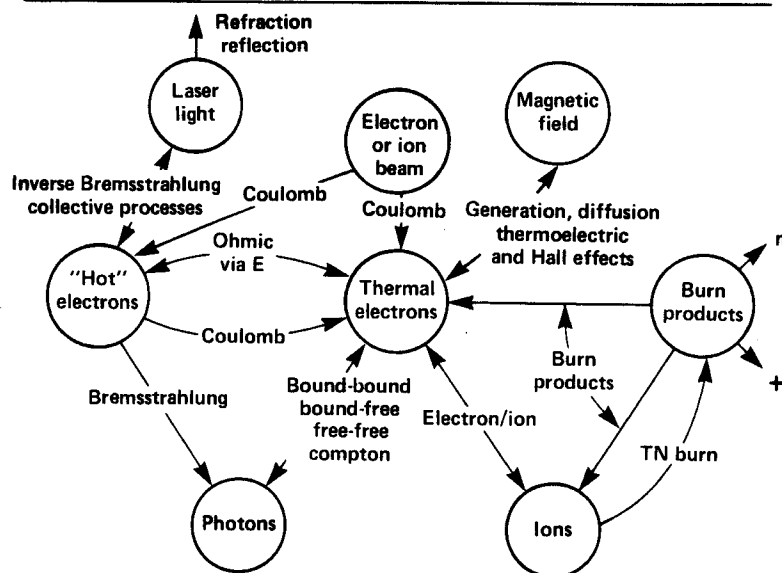 Refraction
reflection
Laser
light
Electron
or ion
beam
Magnetic
field
Inverse Bremsstrahlung
collective processes
Coulomb
Coulomb
Generation, diffusion
thermoelectric
and Hall effects
"Hot"
electrons
Ohmic
via E
Thermal
electrons
Burn
products
+
Coulomb
Bremsstrahlung
Bound-bound
bound-free
free-free
compton
Electron/ion
Burn
products
TN burn
Photons
Ions